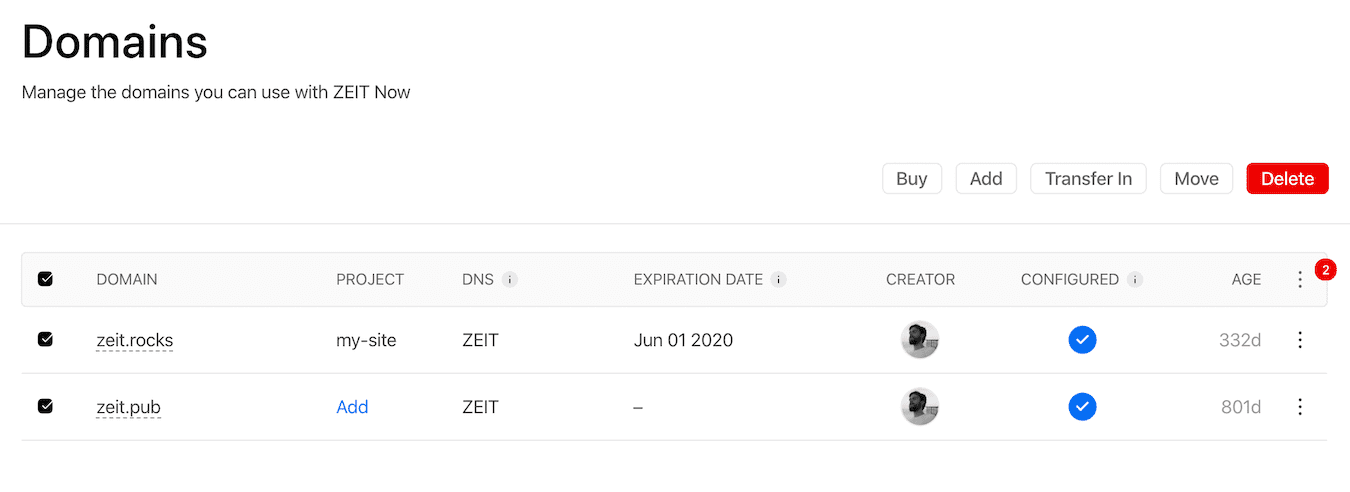 Domains
Manage the domains you can use with ZEIT Now
Buy Add Transfer In Move Delete
DOMAIN PROJECT DNS i EXPIRATION DATE i CREATOR CONFIGURED i AGE 2
zeit.rocks my-site ZEIT Jun 01 2020 332d
zeit.pub Add ZEIT – 801d